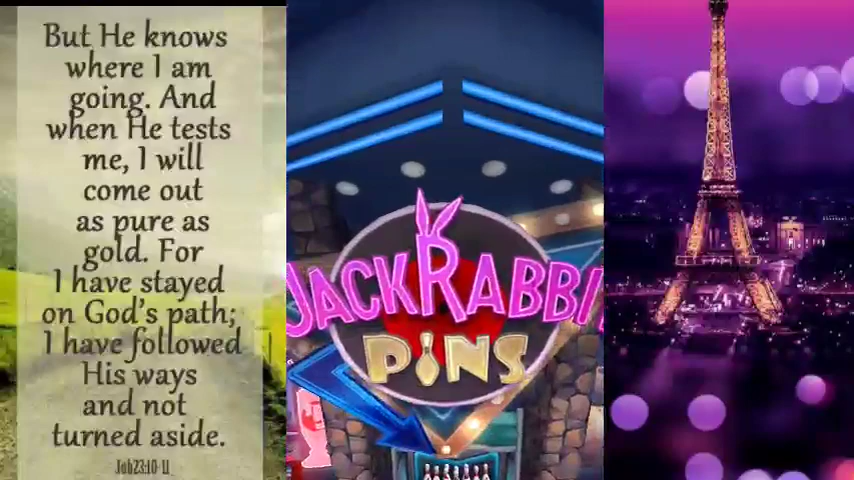 But He knows
where I am
going. And
when He tests
me, I will
come out
as pure as
gold. For
I have stayed
on God's path;
I have followed
His ways
and not
turned aside.
Job23:10-11
JACKRABBI
PINS